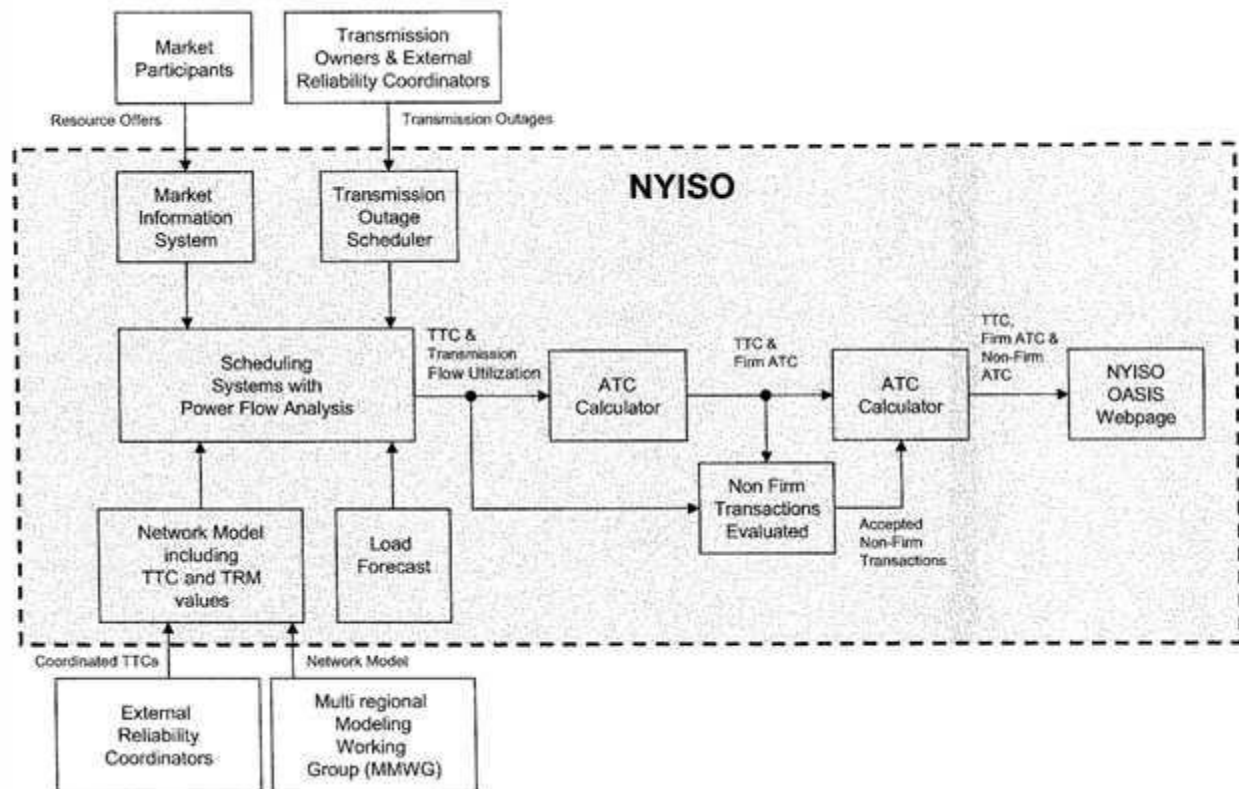 Market
Participants
Transmission
Owners & External
Reliability Coordinators
Resource Offers
Transmission Outages
NYISO
Market
Information
System
Transmission
Outage
Scheduler
Scheduling
Systems with
Power Flow Analysis
TTC &
Transmission
Flow Utilization
ATC
Calculator
TTC &
Firm ATC
ATC
Calculator
TTC,
Firm ATC &
Non-Firm
ATC
NYISO
OASIS
Webpage
Non Firm
Transactions
Evaluated
Accepted
Non-Firm
Transactions
Network Model
including
TTC and TRM
values
Load
Forecast
Coordinated TTCs
Network Model
External
Reliability
Coordinators
Multi regional
Modeling
Working
Group (MMWG)